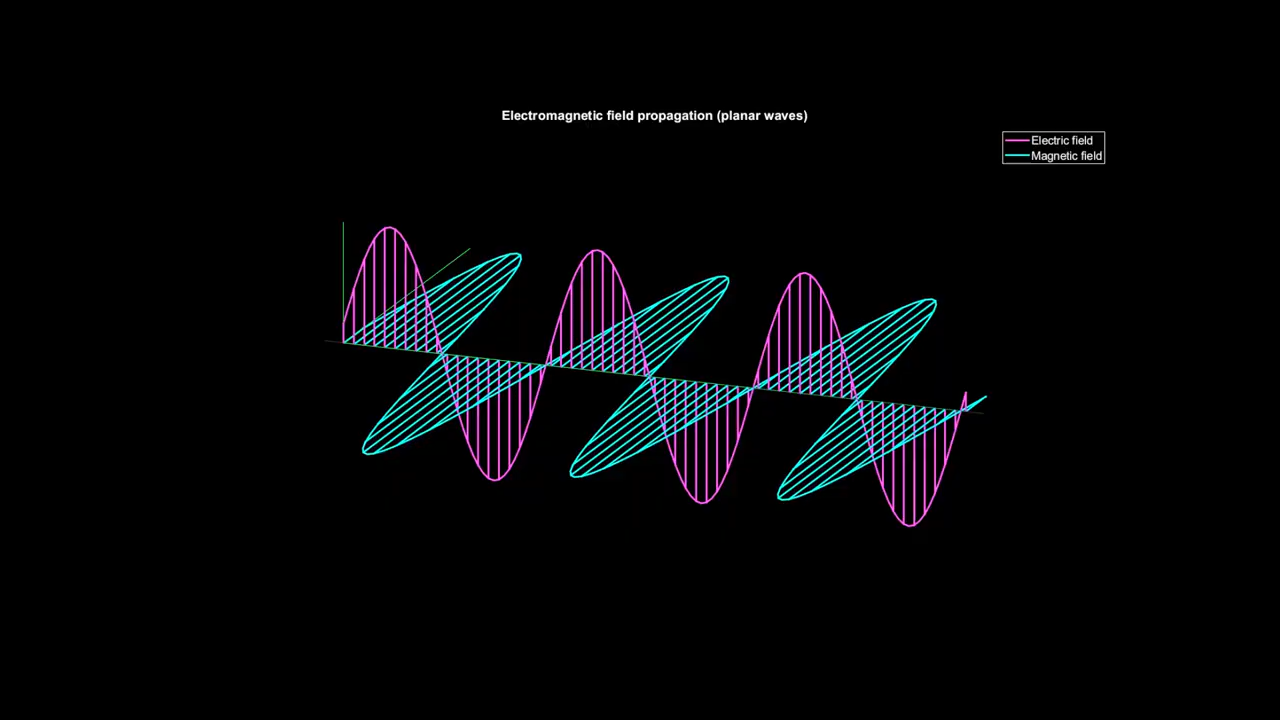 Electromagnetic field propagation (planar waves)
Electric field
Magnetic field